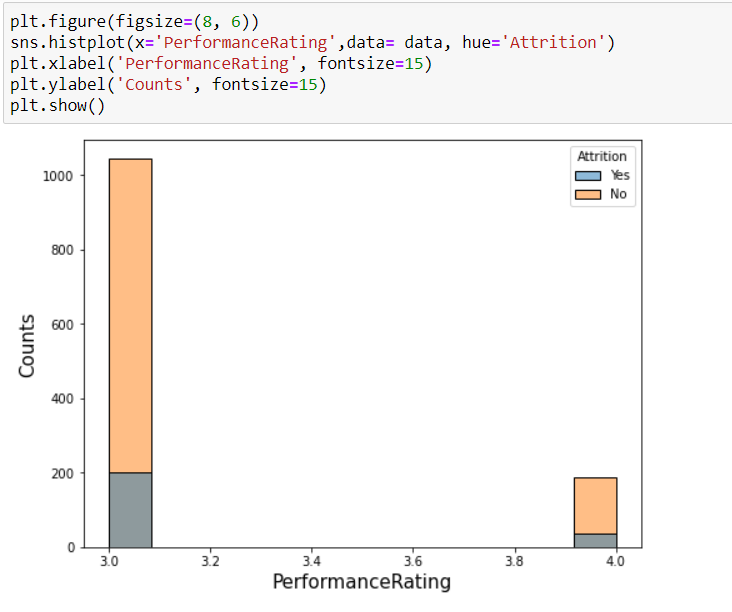 plt.figure(figsize=(8, 6))
sns.histplot(x='PerformanceRating',data= data, hue='Attrition')
plt.xlabel('PerformanceRating', fontsize=15)
plt.ylabel('Counts', fontsize=15)
plt.show()
Attrition
Yes
No
1000
800
600
400
200
0
Counts
3.0 3.2 3.4 3.6 3.8 4.0
PerformanceRating